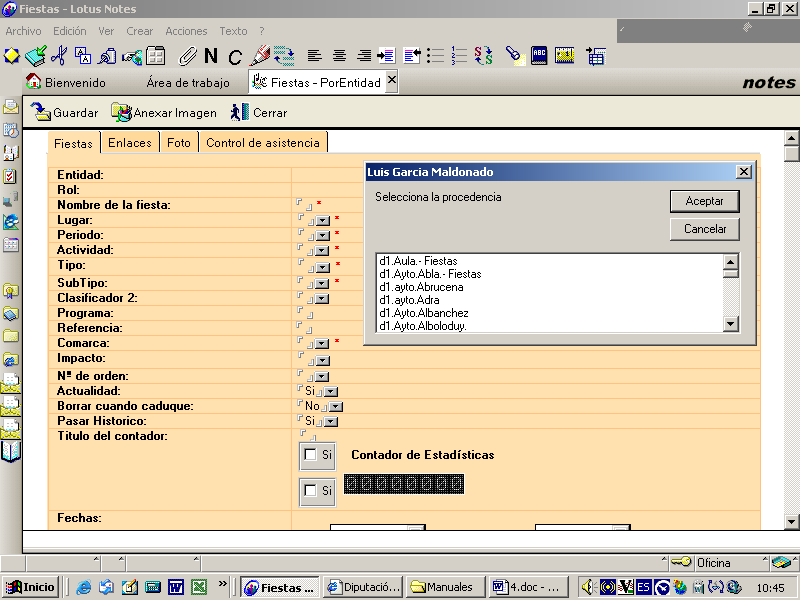 Fiestas - Lotus Notes
Archivo Edición Ver Crear Acciones Texto ?
N C
ABC
Bienvenido Área de trabajo Fiestas - PorEntidad notes
Guardar Anexar Imagen Cerrar
Fiestas Enlaces Foto Control de asistencia
Luis Garcia Maldonado
Selecciona la procedencia
Aceptar
Cancelar
d1.Aula.- Fiestas
d1.Ayto.Abla.- Fiestas
d1.ayto.Abrucena
d1.ayto.Adra
d1.Ayto.Albanchez
d1.Ayto.Alboloduy.
Entidad:
Rol:
Nombre de la fiesta: *
Lugar: *
Periodo: *
Actividad: *
Tipo: *
SubTipo: *
Clasificador 2:
Programa:
Referencia:
Comarca: *
Impacto:
Nª de orden:
Actualidad: Si
Borrar cuando caduque: No
Pasar Historico: Si
Titulo del contador:
Si Contador de Estadísticas
Si 00000000
Fechas:
Oficina
Inicio » Fiestas ... Diputació... Manuales 4.doc - ... ES 10:45